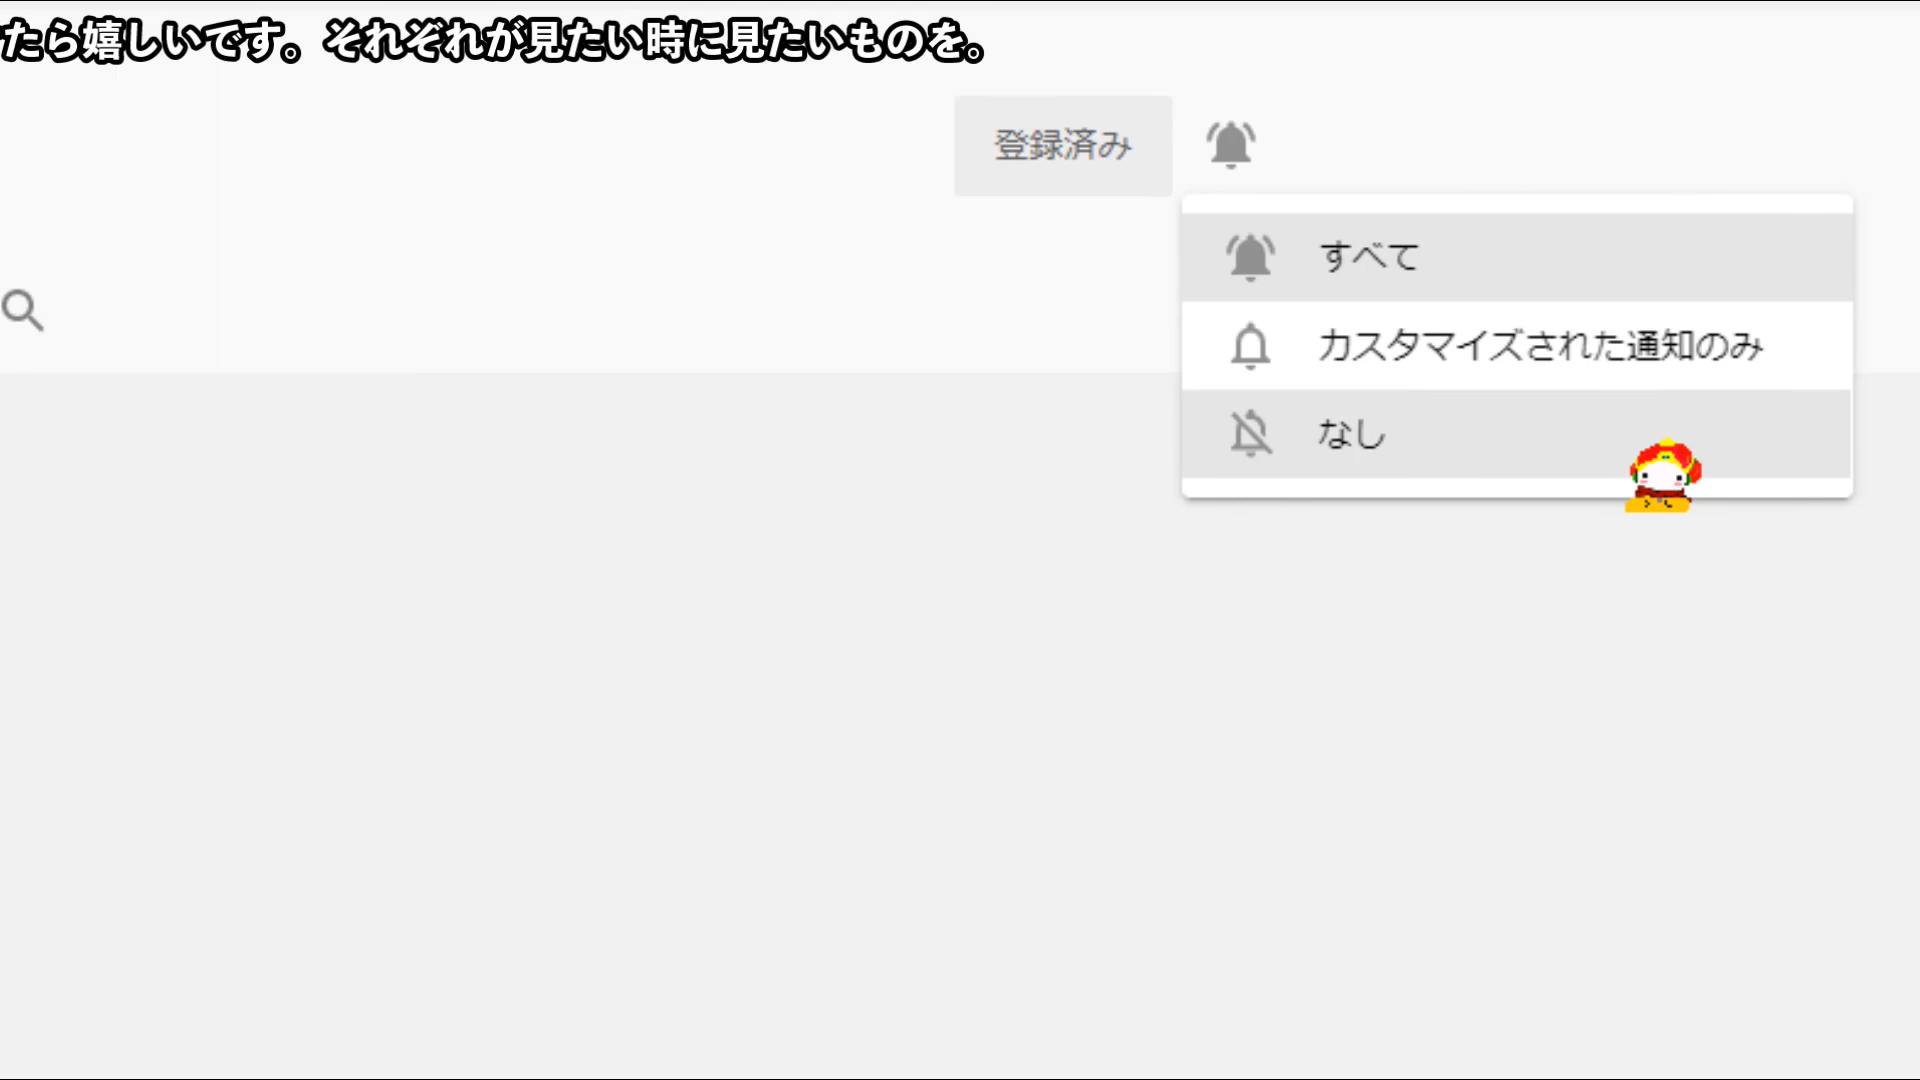 たら嬉しいです。それぞれが見たい時に見たいものを。
登録済み
すべて
カスタマイズされた通知のみ
なし